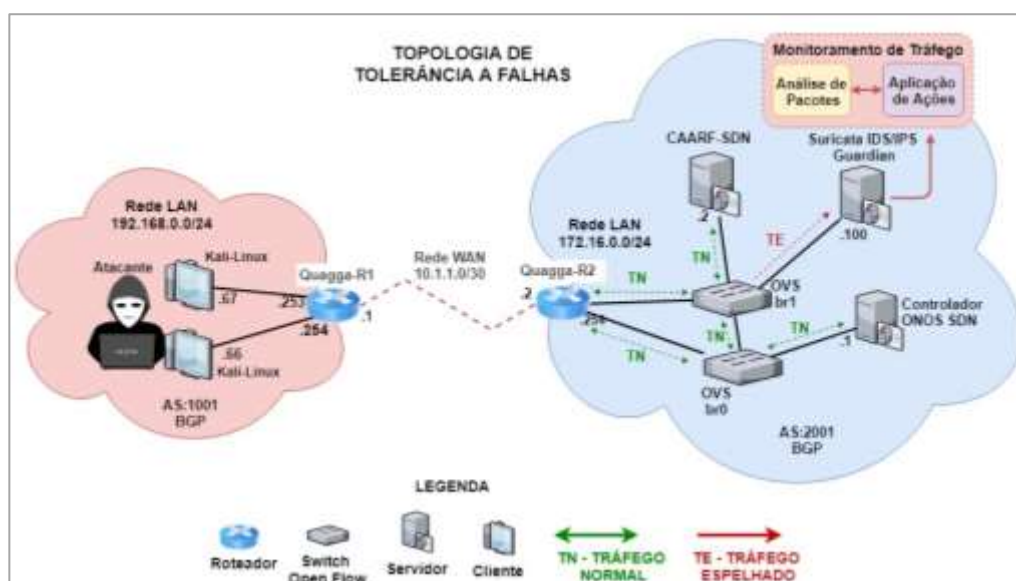 TOPOLOGIA DE
TOLERÂNCIA A FALHAS
Monitoramento de Tráfego
Análise de
Pacotes
Aplicação
de Ações
CAARF-SDN
Suricata IDS/IPS
Guardian
.2
.100
Rede LAN
192.168.0.0/24
Atacante
Kali-Linux
.67
.253
Quagga-R1
.1
.254
.66
Kali-Linux
AS:1001
BGP
Rede WAN
10.1.1.0/30
Rede LAN
172.16.0.0/24
Quagga-R2
.2
TN
TN
TE
OVS
br1
TN
TN
TN
Controlador
ONOS SDN
.1
OVS
br0
AS:2001
BGP
LEGENDA
Roteador
Switch
Open Flow
Servidor
Cliente
TN - TRÁFEGO
NORMAL
TE - TRÁFEGO
ESPELHADO